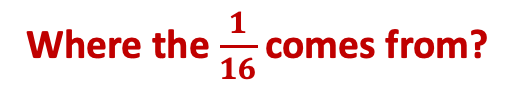 Where the 1/16 comes from?